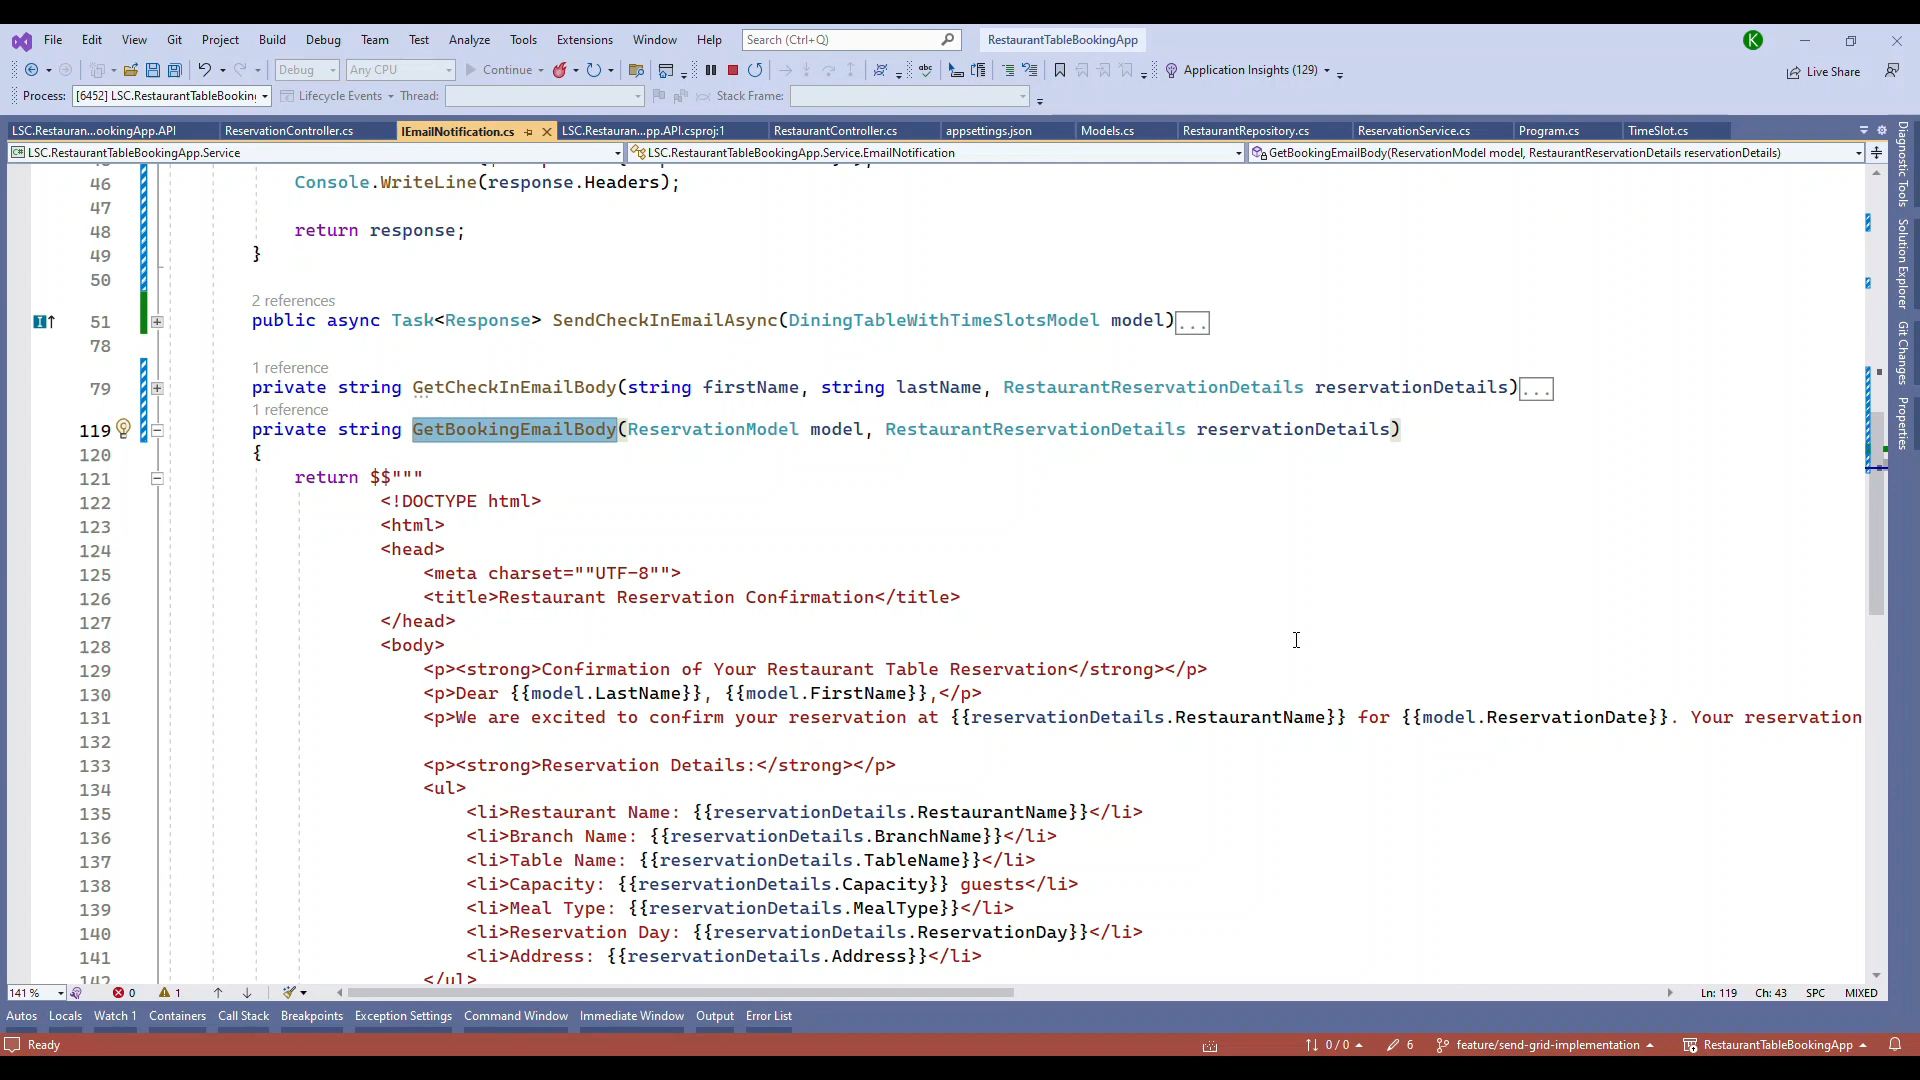 File Edit View Git Project Build Debug Team Test Analyze Tools Extensions Window Help Search (Ctrl+Q) RestaurantTableBookingApp K
Debug Any CPU Continue Application Insights (129) Live Share
Process: [6452] LSC.RestaurantTableBooking Lifecycle Events Thread: Stack Frame:
LSC.Restauran...ookingApp.API ReservationController.cs IEmailNotification.cs LSC.Restauran...pp.API.csproj:1 RestaurantController.cs appsettings.json Models.cs RestaurantRepository.cs ReservationService.cs Program.cs TimeSlot.cs
LSC.RestaurantTableBookingApp.Service LSC.RestaurantTableBookingApp.Service.EmailNotification GetBookingEmailBody(ReservationModel model, RestaurantReservationDetails reservationDetails)
46 Console.WriteLine(response.Headers);
47
48 return response;
49 }
50
2 references
51 public async Task<Response> SendCheckInEmailAsync(DiningTableWithTimeSlotsModel model)...
78
1 reference
79 private string GetCheckInEmailBody(string firstName, string lastName, RestaurantReservationDetails reservationDetails)...
1 reference
119 private string GetBookingEmailBody(ReservationModel model, RestaurantReservationDetails reservationDetails)
120 {
121 return $$"""
122 <!DOCTYPE html>
123 <html>
124 <head>
125 <meta charset=""UTF-8"">
126 <title>Restaurant Reservation Confirmation</title>
127 </head>
128 <body>
129 <p><strong>Confirmation of Your Restaurant Table Reservation</strong></p>
130 <p>Dear {{model.LastName}}, {{model.FirstName}},</p>
131 <p>We are excited to confirm your reservation at {{reservationDetails.RestaurantName}} for {{model.ReservationDate}}. Your reservation
132
133 <p><strong>Reservation Details:</strong></p>
134 <ul>
135 <li>Restaurant Name: {{reservationDetails.RestaurantName}}</li>
136 <li>Branch Name: {{reservationDetails.BranchName}}</li>
137 <li>Table Name: {{reservationDetails.TableName}}</li>
138 <li>Capacity: {{reservationDetails.Capacity}} guests</li>
139 <li>Meal Type: {{reservationDetails.MealType}}</li>
140 <li>Reservation Day: {{reservationDetails.ReservationDay}}</li>
141 <li>Address: {{reservationDetails.Address}}</li>
142 </ul>
Diagnostic Tools
Solution Explorer
Git Changes
Properties
141 % 0 1 Ln: 119 Ch: 43 SPC MIXED
Autos Locals Watch 1 Containers Call Stack Breakpoints Exception Settings Command Window Immediate Window Output Error List
Ready 0 / 0 6 feature/send-grid-implementation RestaurantTableBookingApp